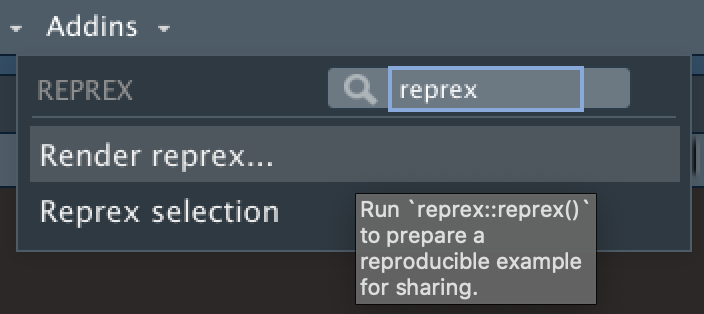 Addins
REPREX
reprex
Render reprex...
Reprex selection
Run `reprex::reprex()`
to prepare a
reproducible example
for sharing.